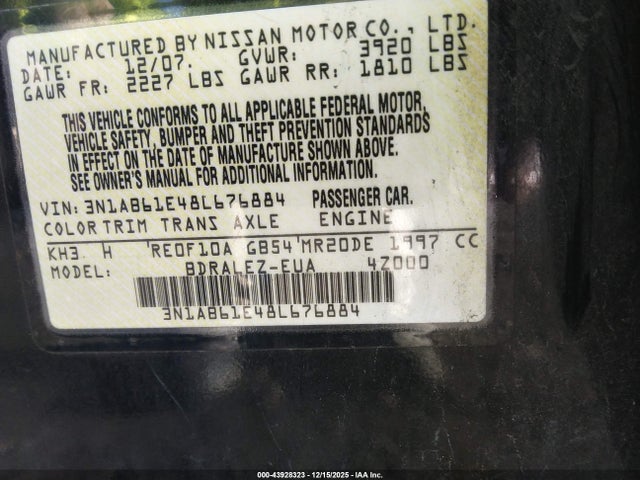 MANUFACTURED BY NISSAN MOTOR CO., LTD.
DATE: 12/07. GVWR: 3920 LBS
GAWR FR: 2227 LBS GAWR RR: 1810 LBS
THIS VEHICLE CONFORMS TO ALL APPLICABLE FEDERAL MOTOR,
VEHICLE SAFETY, BUMPER AND THEFT PREVENTION STANDARDS
IN EFFECT ON THE DATE OF MANUFACTURE SHOWN ABOVE.
SEE OWNER'S MANUAL FOR ADDITIONAL INFORMATION.
VIN: 3N1AB61E48L676884 PASSENGER CAR.
COLOR TRIM TRANS AXLE ENGINE
KH3 H RE0F10A GB54 MR20DE 1997 CC
MODEL: BDRALEZ-EUA 4Z000
3N1AB61E48L676884
000-43928323 - 12/15/2025 - IAA Inc.